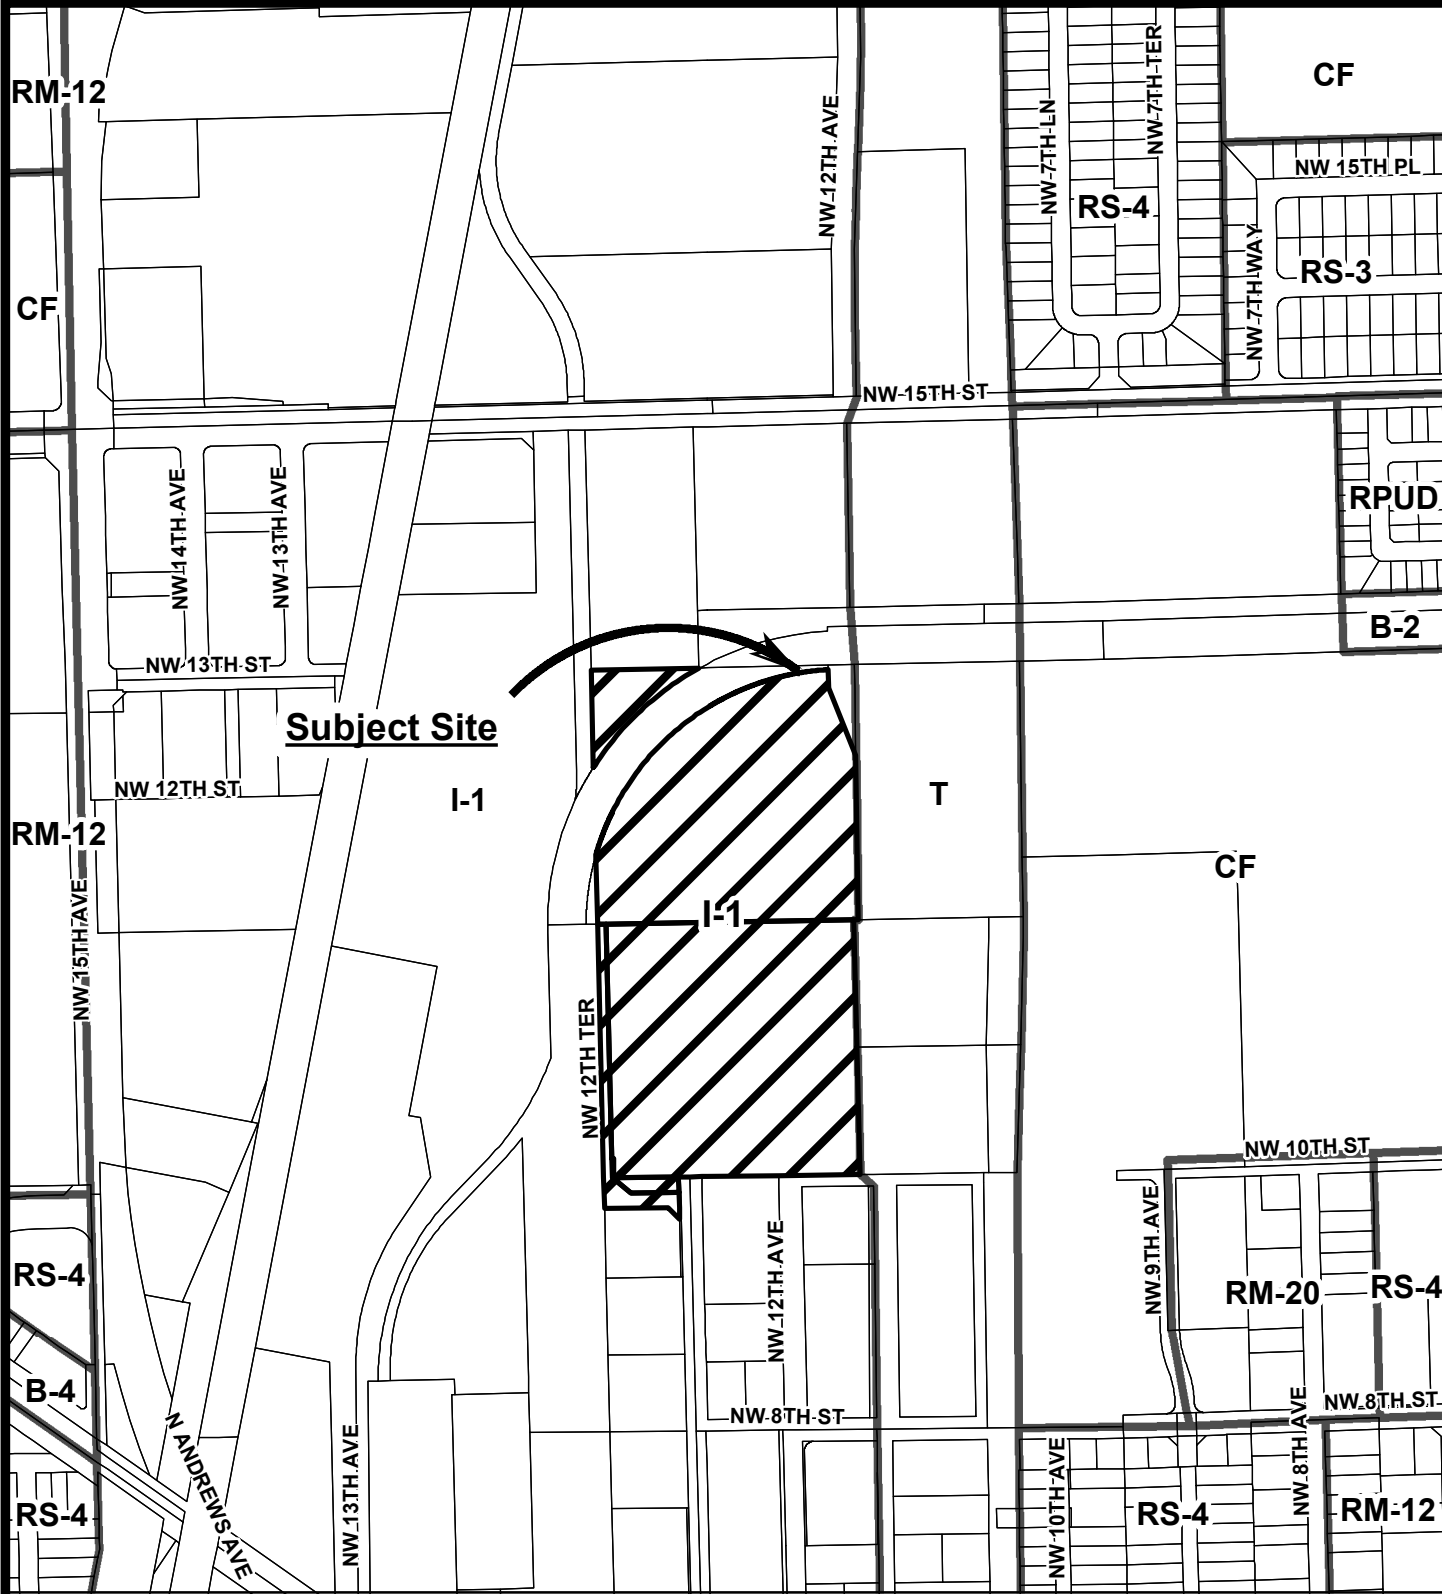 RM-12
CF
NW 12TH AVE
NW 7TH LN
NW 7TH TER
NW 15TH PL
RS-4
NW 7TH WAY
RS-3
CF
NW 15TH ST
NW 14TH AVE
NW 13TH AVE
RPUD
B-2
NW 13TH ST
Subject Site
NW 12TH ST
I-1
T
RM-12
CF
NW 15TH AVE
I-1
NW 12TH TER
NW 10TH ST
NW 9TH AVE
RS-4
NW 12TH AVE
RM-20
RS-4
B-4
NW 8TH ST
NW 8TH ST
N ANDREWS AVE
NW 13TH AVE
NW 10TH AVE
NW 8TH AVE
RS-4
RS-4
RM-12